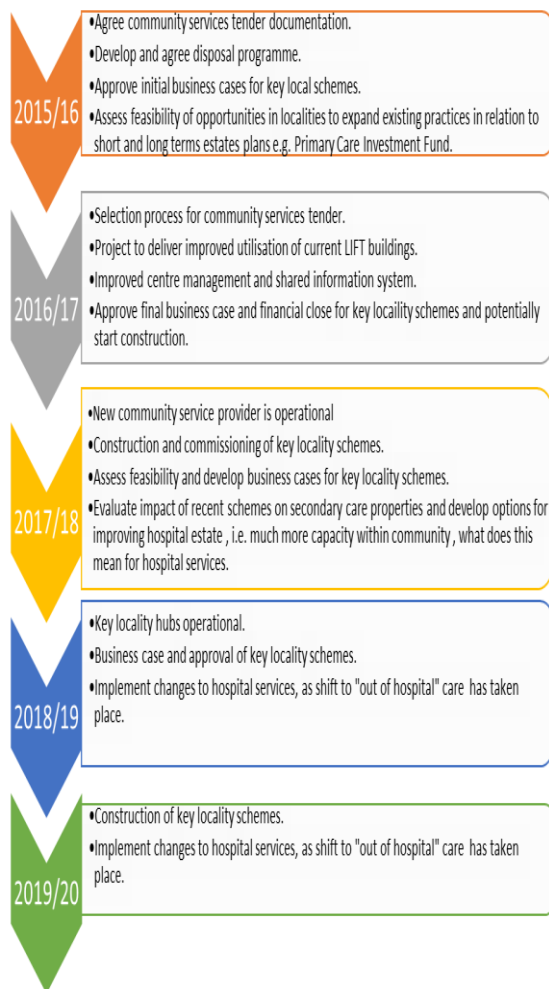 2015/16
•Agree community services tender documentation.
•Develop and agree disposal programme.
•Approve initial business cases for key local schemes.
•Assess feasibility of opportunities in localities to expand existing practices in relation to
short and long terms estates plans e.g. Primary Care Investment Fund.
2016/17
•Selection process for community services tender.
•Project to deliver improved utilisation of current LIFT buildings.
•Improved centre management and shared information system.
•Approve final business case and financial close for key locaility schemes and potentially
start construction.
2017/18
•New community service provider is operational
•Construction and commissioning of key locality schemes.
•Assess feasibility and develop business cases for key locality schemes.
•Evaluate impact of recent schemes on secondary care properties and develop options for
improving hospital estate , i.e. much more capacity within community , what does this
mean for hospital services.
2018/19
•Key locality hubs operational.
•Business case and approval of key locality schemes.
•Implement changes to hospital services, as shift to "out of hospital" care has taken
place.
2019/20
•Construction of key locality schemes.
•Implement changes to hospital services, as shift to "out of hospital" care has taken
place.